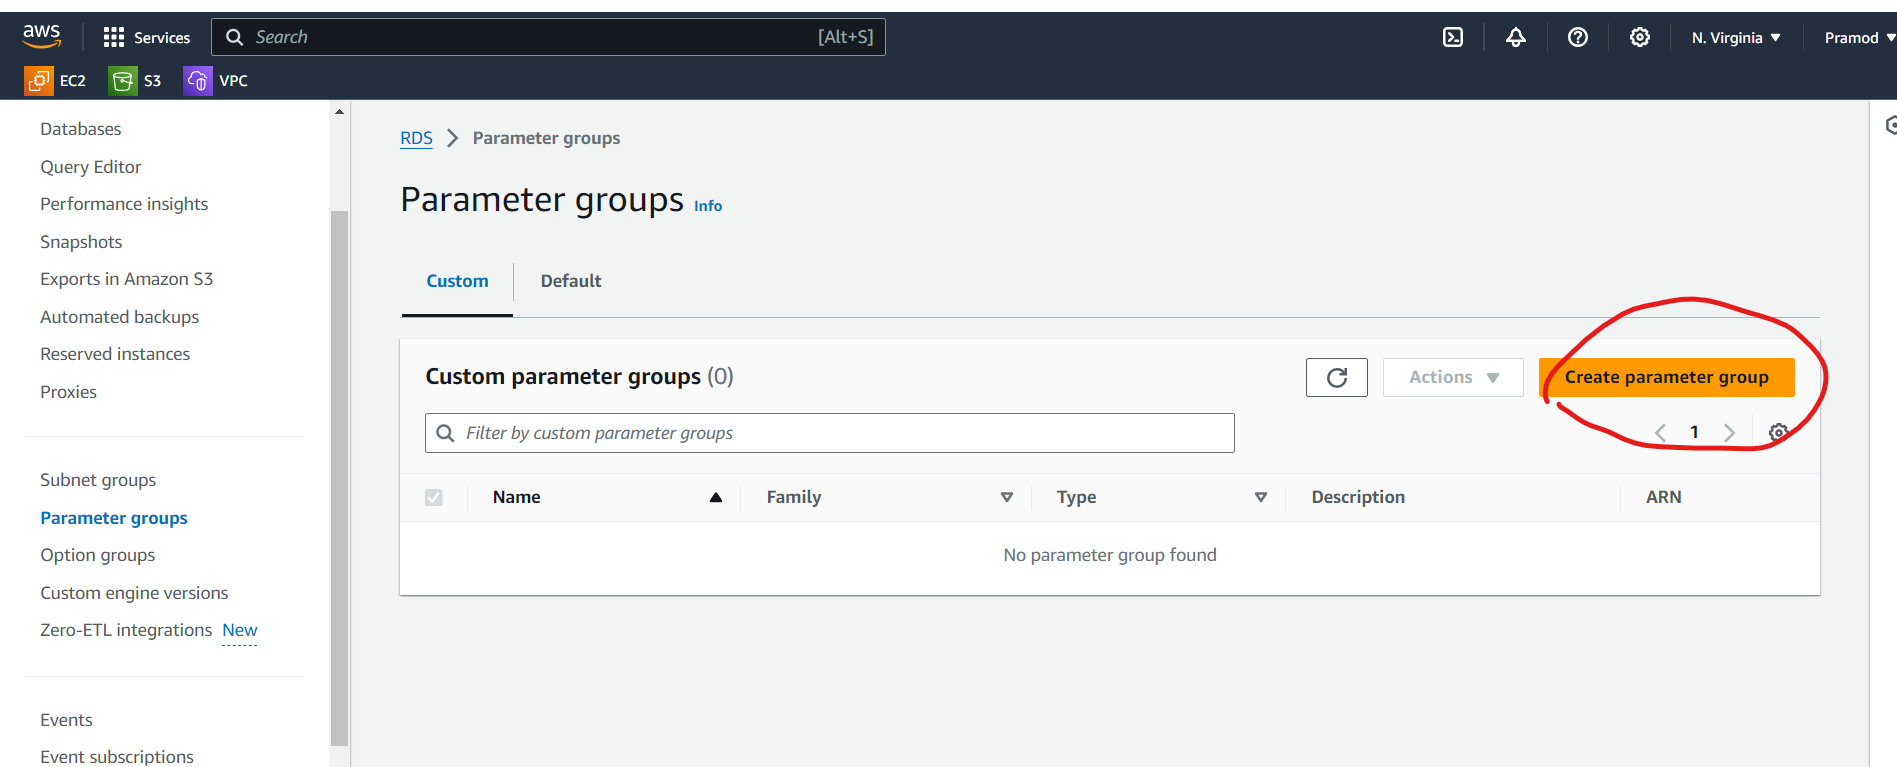 aws Services Search [Alt+S] N. Virginia Pramod
EC2 S3 VPC
Databases
Query Editor
Performance insights
Snapshots
Exports in Amazon S3
Automated backups
Reserved instances
Proxies
Subnet groups
Parameter groups
Option groups
Custom engine versions
Zero-ETL integrations New
Events
Event subscriptions
RDS Parameter groups
Parameter groups Info
Custom Default
Custom parameter groups (0) Actions Create parameter group
Filter by custom parameter groups 1
Name Family Type Description ARN
No parameter group found